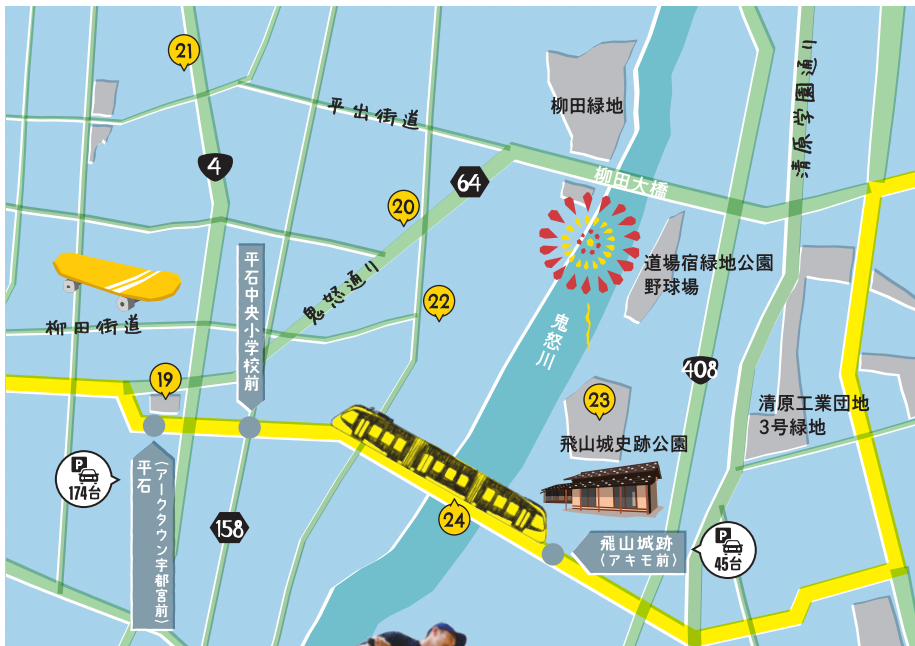 21
平出街道
柳田緑地
清原学園通り
4
64
柳田大橋
20
平石中央小学校前
鬼怒通り
道場宿緑地公園
野球場
柳田街道
22
鬼怒川
408
19
23
清原工業団地
3号緑地
飛山城史跡公園
P
174台
平石
(アークタウン宇都宮前)
158
24
飛山城跡
(アキモ前)
P
45台